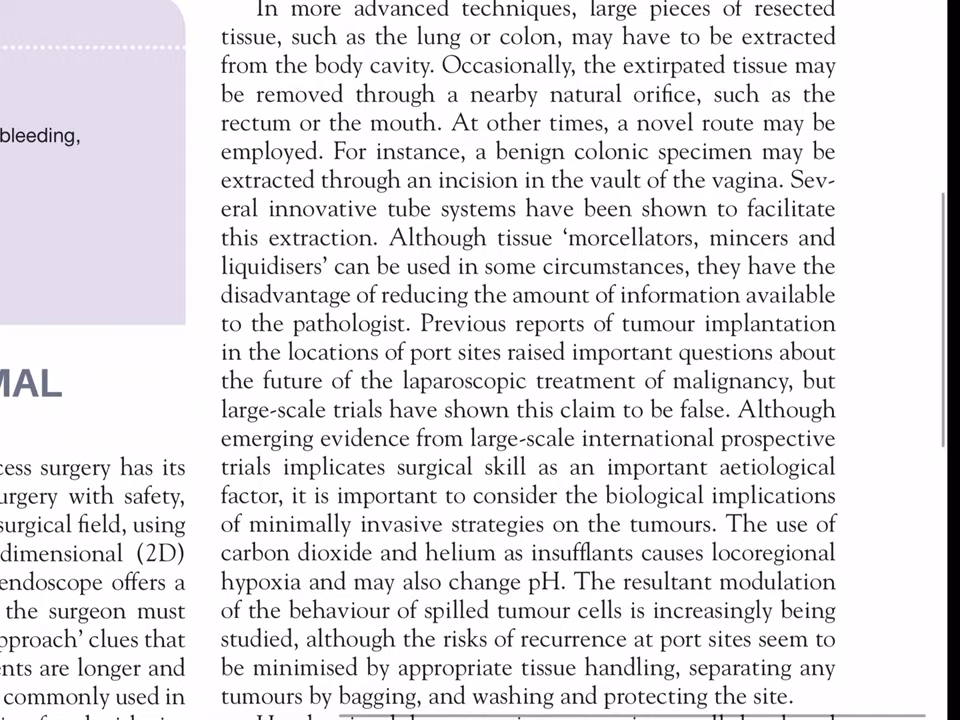 bleeding,
MAL
cess surgery has its
urgery with safety,
surgical field, using
dimensional (2D)
endoscope offers a
the surgeon must
pproach’ clues that
ents are longer and
commonly used in
In more advanced techniques, large pieces of resected
tissue, such as the lung or colon, may have to be extracted
from the body cavity. Occasionally, the extirpated tissue may
be removed through a nearby natural orifice, such as the
rectum or the mouth. At other times, a novel route may be
employed. For instance, a benign colonic specimen may be
extracted through an incision in the vault of the vagina. Sev-
eral innovative tube systems have been shown to facilitate
this extraction. Although tissue ‘morcellators, mincers and
liquidisers’ can be used in some circumstances, they have the
disadvantage of reducing the amount of information available
to the pathologist. Previous reports of tumour implantation
in the locations of port sites raised important questions about
the future of the laparoscopic treatment of malignancy, but
large-scale trials have shown this claim to be false. Although
emerging evidence from large-scale international prospective
trials implicates surgical skill as an important aetiological
factor, it is important to consider the biological implications
of minimally invasive strategies on the tumours. The use of
carbon dioxide and helium as insufflants causes locoregional
hypoxia and may also change pH. The resultant modulation
of the behaviour of spilled tumour cells is increasingly being
studied, although the risks of recurrence at port sites seem to
be minimised by appropriate tissue handling, separating any
tumours by bagging, and washing and protecting the site.